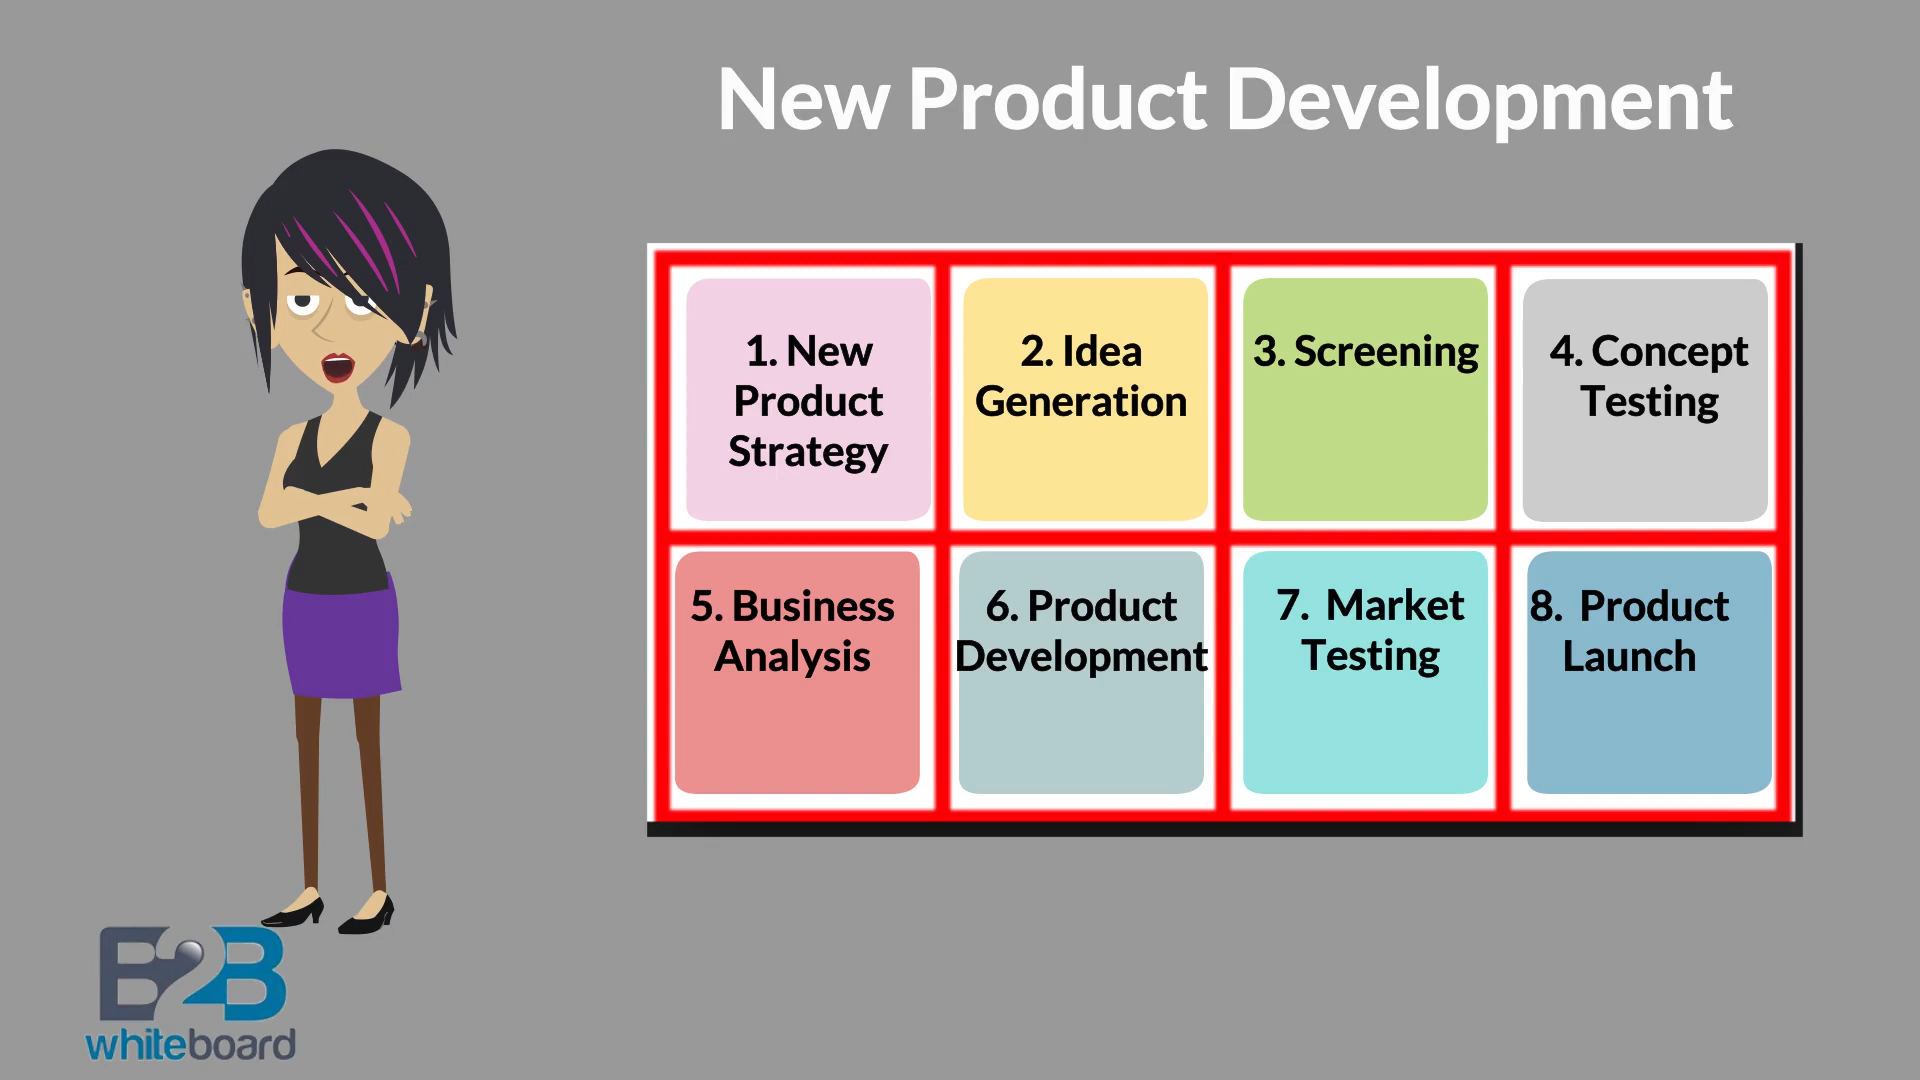 New Product Development
1. New
Product
Strategy
2. Idea
Generation
3. Screening
4. Concept
Testing
5. Business
Analysis
6. Product
Development
7. Market
Testing
8. Product
Launch
B2B
whiteboard